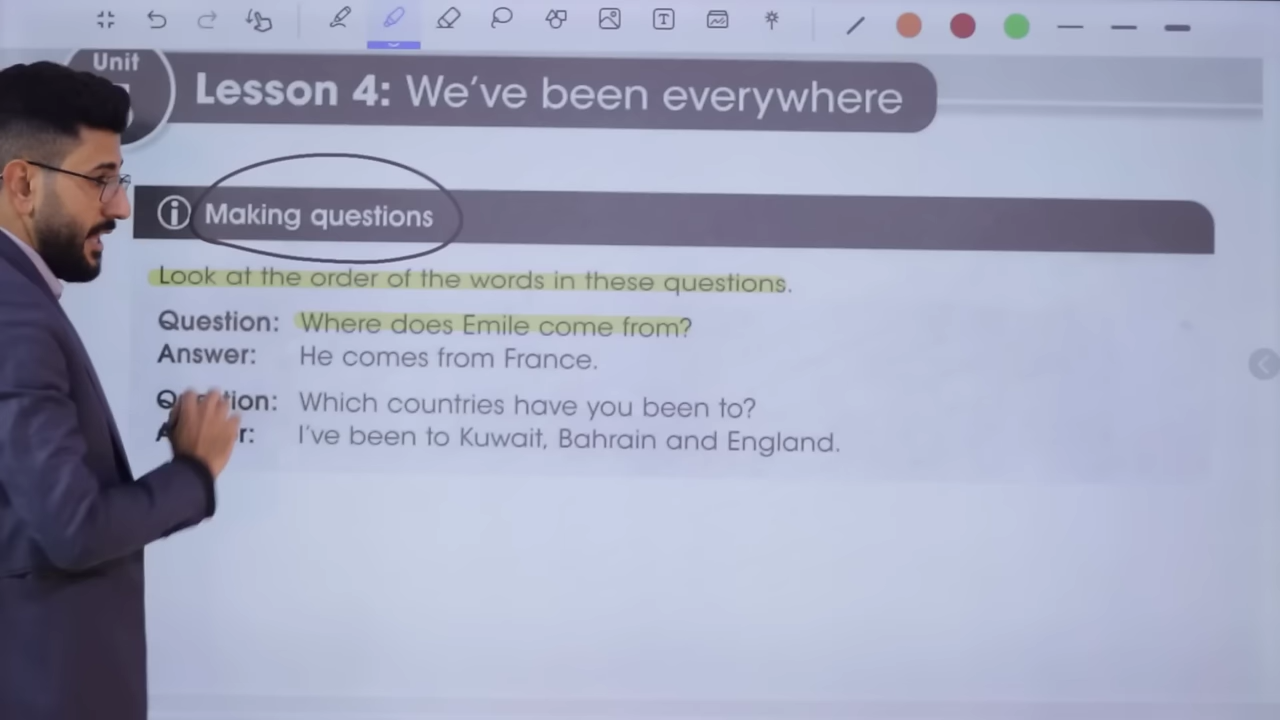 Unit
Lesson 4: We've been everywhere
Making questions
Look at the order of the words in these questions.
Question: Where does Emile come from?
Answer: He comes from France.
Question: Which countries have you been to?
I've been to Kuwait, Bahrain and England.